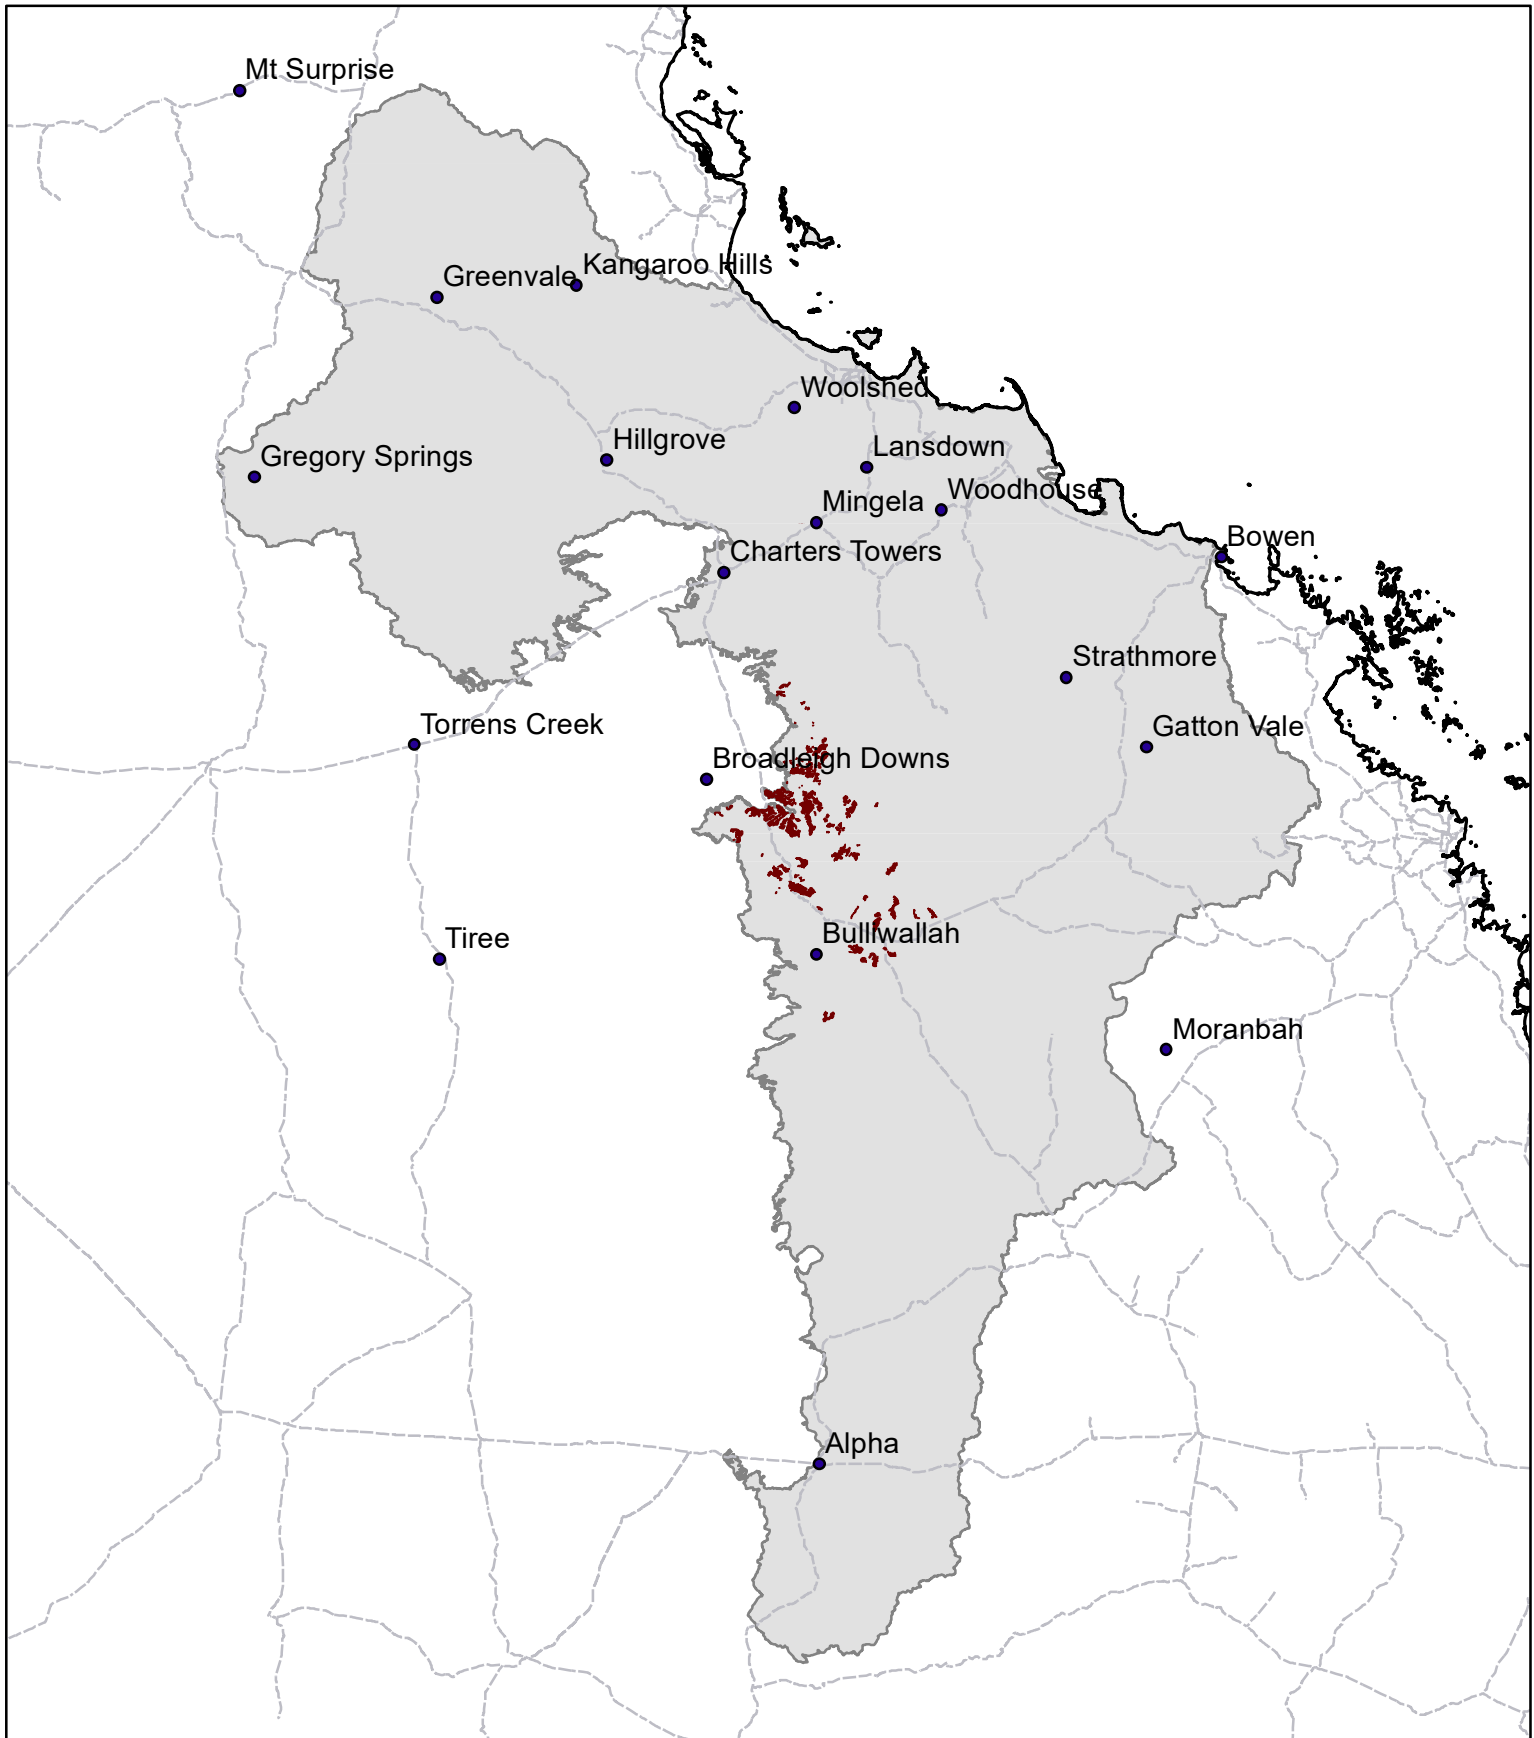 Mt Surprise
Kangaroo Hills
Greenvale
Woolshed
Hillgrove
Lansdown
Gregory Springs
Woodhouse
Mingela
Bowen
Charters Towers
Strathmore
Torrens Creek
Gatton Vale
Broadleigh Downs
Bulliwallah
Tiree
Moranbah
Alpha